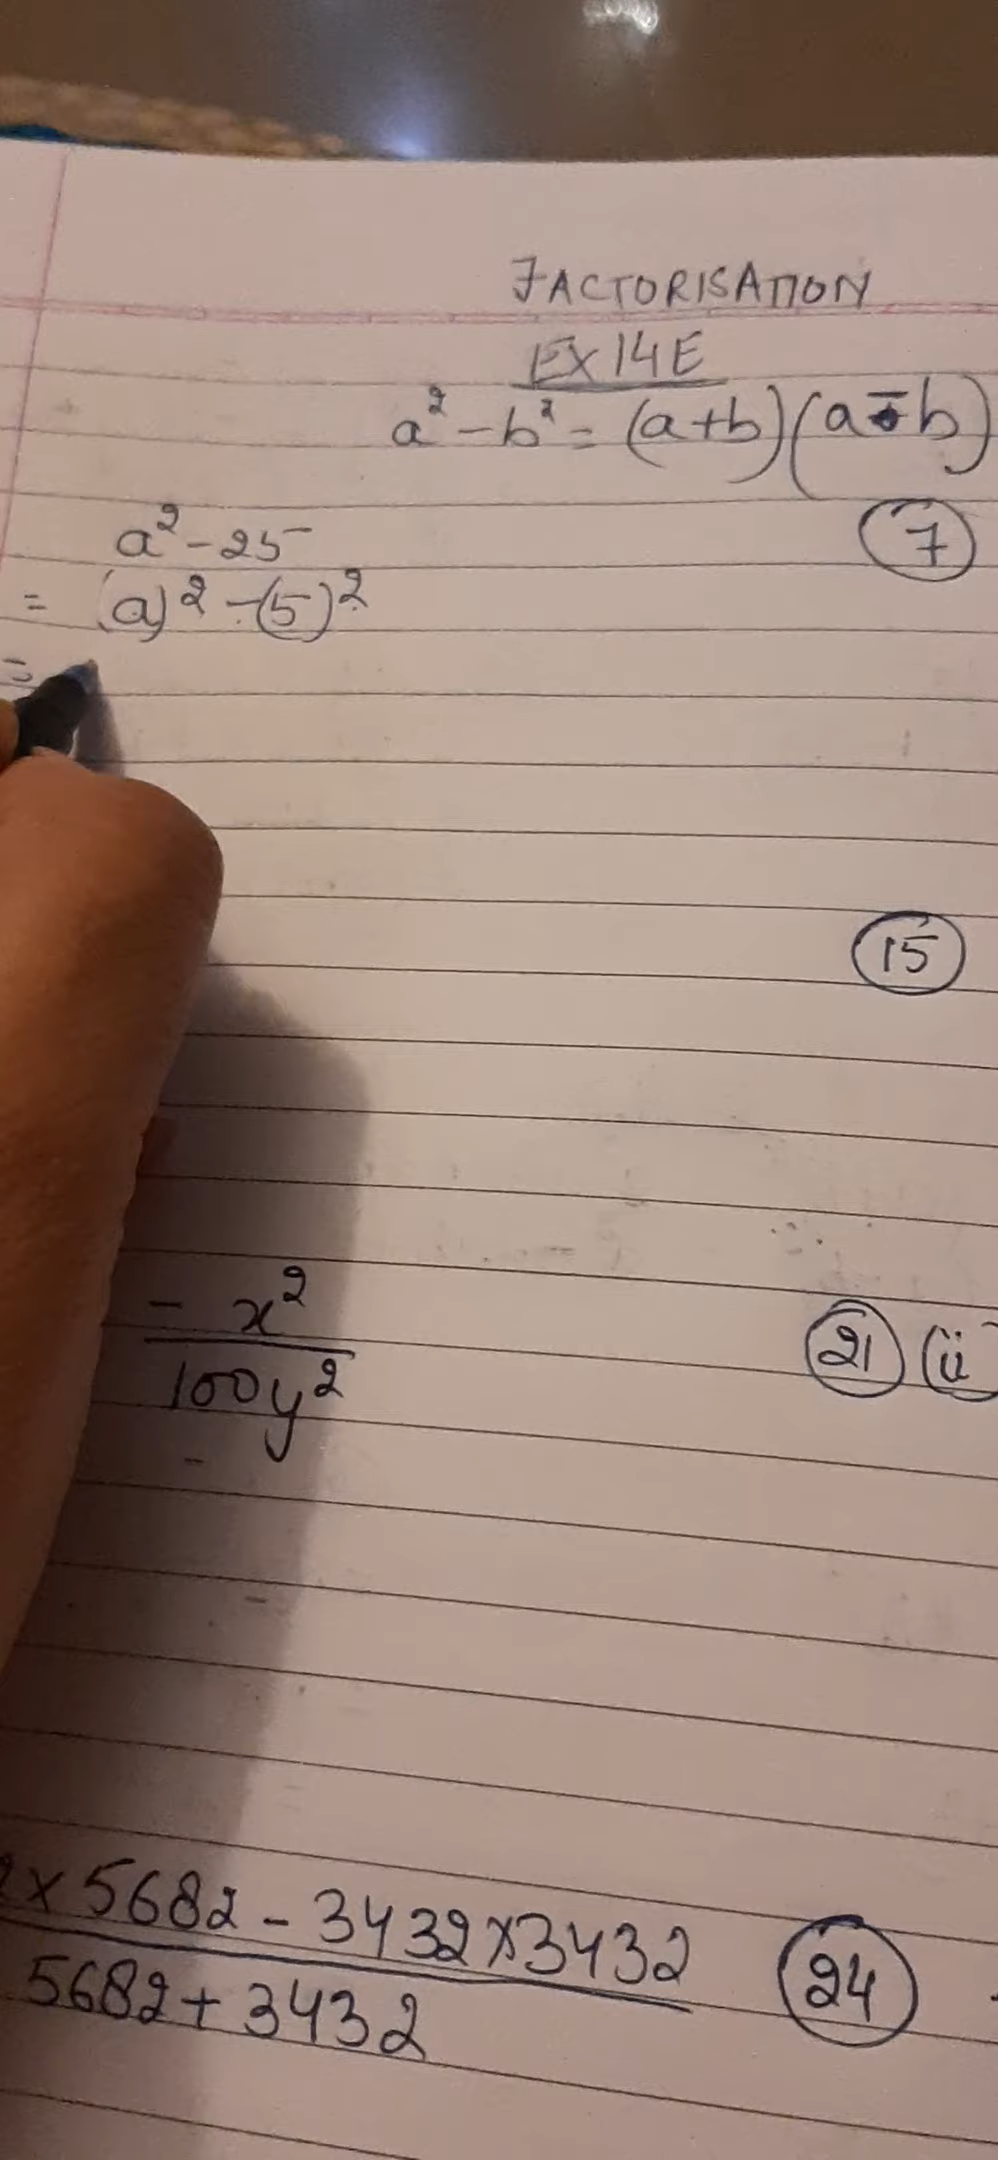 FACTORISATION
EX 14E
a² - b² = (a+b)(a-b)
a² - 25
7
= (a)² - (5)²
=
15
- x²
100y²
21 (ii
x 5682 - 3432 x 3432
5682 + 3432
24